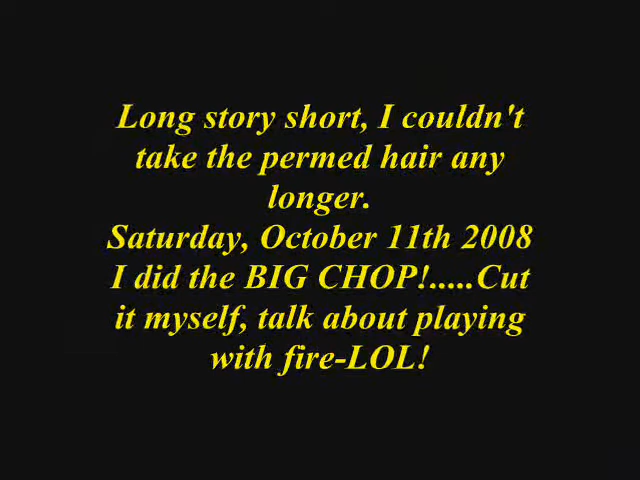 Long story short, I couldn't
take the permed hair any
longer.
Saturday, October 11th 2008
I did the BIG CHOP!.....Cut
it myself, talk about playing
with fire-LOL!